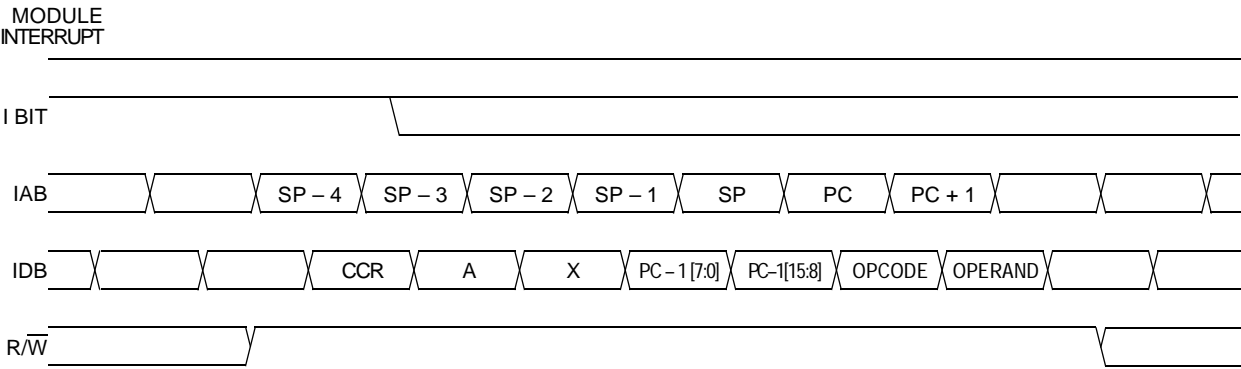 MODULE
INTERRUPT
I BIT
IAB SP – 4 SP – 3 SP – 2 SP – 1 SP PC PC + 1
IDB CCR A X PC – 1 [7:0] PC–1[15:8] OPCODE OPERAND
R/W̅